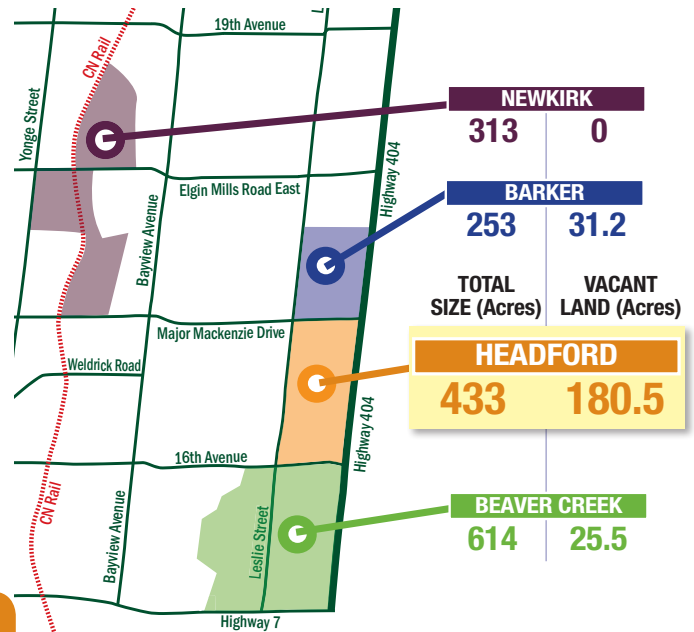 19th Avenue
L
CN Rail
Yonge Street
NEWKIRK
313 0
Highway 404
Elgin Mills Road East
BARKER
253 31.2
Bayview Avenue
TOTAL
SIZE (Acres)
VACANT
LAND (Acres)
Major Mackenzie Drive
HEADFORD
433 180.5
Weldrick Road
Highway 404
16th Avenue
CN Rail
Bayview Avenue
Leslie Street
BEAVER CREEK
614 25.5
Highway 7